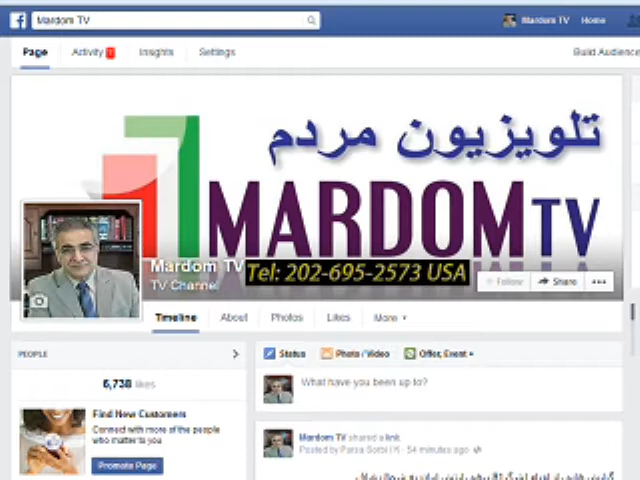 Mardom TV
Mardom TV Home
Page Activity Insights Settings Build Audience
تلویزیون مردم
MARDOM TV
Mardom TV
TV Channel
Tel: 202-695-2573 USA
Follow Share
Timeline About Photos Likes More
PEOPLE
6,738 likes
Find New Customers
Connect with more of the people
who matter to you
Promote Page
Status Photo / Video Offer, Event +
What have you been up to?
Mardom TV shared a link.
54 minutes ago